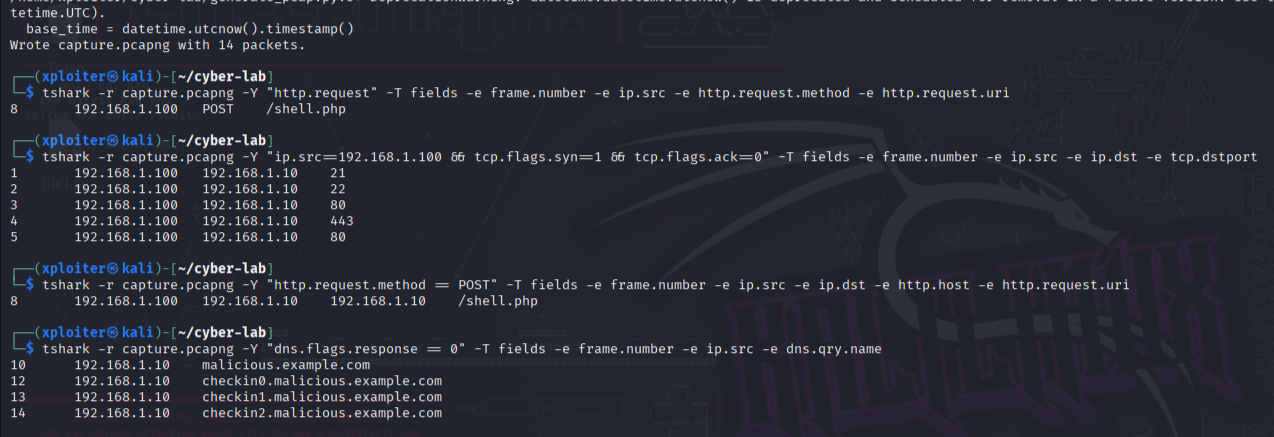 tetime.UTC).
base_time = datetime.utcnow().timestamp()
Wrote capture.pcapng with 14 packets.
┌──(xploiter㉿kali)-[~/cyber-lab]
└─$ tshark -r capture.pcapng -Y "http.request" -T fields -e frame.number -e ip.src -e http.request.method -e http.request.uri
8 192.168.1.100 POST /shell.php
┌──(xploiter㉿kali)-[~/cyber-lab]
└─$ tshark -r capture.pcapng -Y "ip.src==192.168.1.100 && tcp.flags.syn==1 && tcp.flags.ack==0" -T fields -e frame.number -e ip.src -e ip.dst -e tcp.dstport
1 192.168.1.100 192.168.1.10 21
2 192.168.1.100 192.168.1.10 22
3 192.168.1.100 192.168.1.10 80
4 192.168.1.100 192.168.1.10 443
5 192.168.1.100 192.168.1.10 80
┌──(xploiter㉿kali)-[~/cyber-lab]
└─$ tshark -r capture.pcapng -Y "http.request.method == POST" -T fields -e frame.number -e ip.src -e ip.dst -e http.host -e http.request.uri
8 192.168.1.100 192.168.1.10 192.168.1.10 /shell.php
┌──(xploiter㉿kali)-[~/cyber-lab]
└─$ tshark -r capture.pcapng -Y "dns.flags.response == 0" -T fields -e frame.number -e ip.src -e dns.qry.name
10 192.168.1.10 malicious.example.com
12 192.168.1.10 checkin0.malicious.example.com
13 192.168.1.10 checkin1.malicious.example.com
14 192.168.1.10 checkin2.malicious.example.com